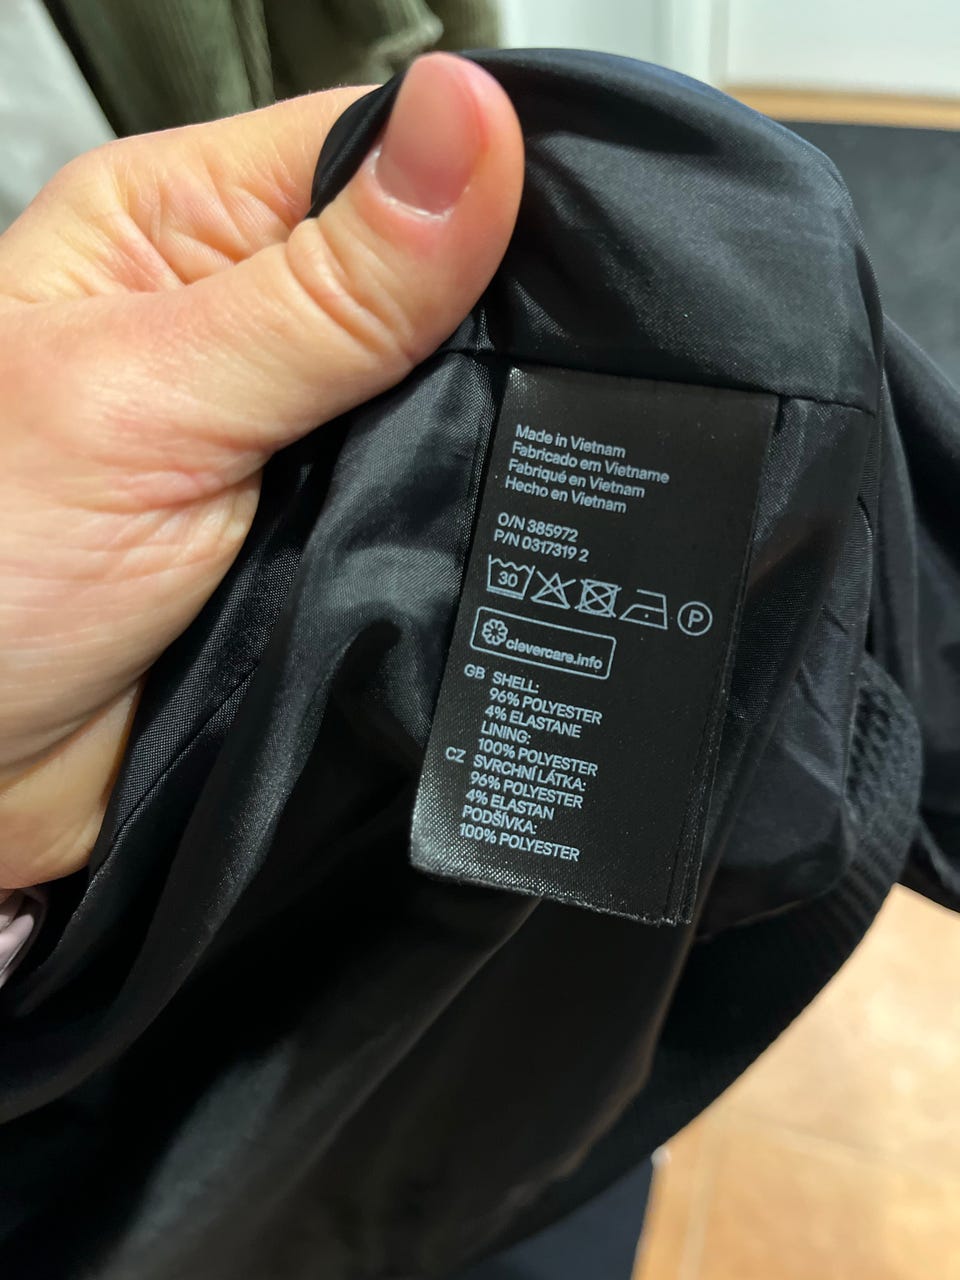 Made in Vietnam
Fabricado em Vietname
Fabriqué en Vietnam
Hecho en Vietnam
O/N 385972
P/N 0317319 2
30 P
clevercare.info
GB SHELL:
96% POLYESTER
4% ELASTANE
LINING:
100% POLYESTER
CZ SVRCHNÍ LÁTKA:
96% POLYESTER
4% ELASTAN
PODŠÍVKA:
100% POLYESTER